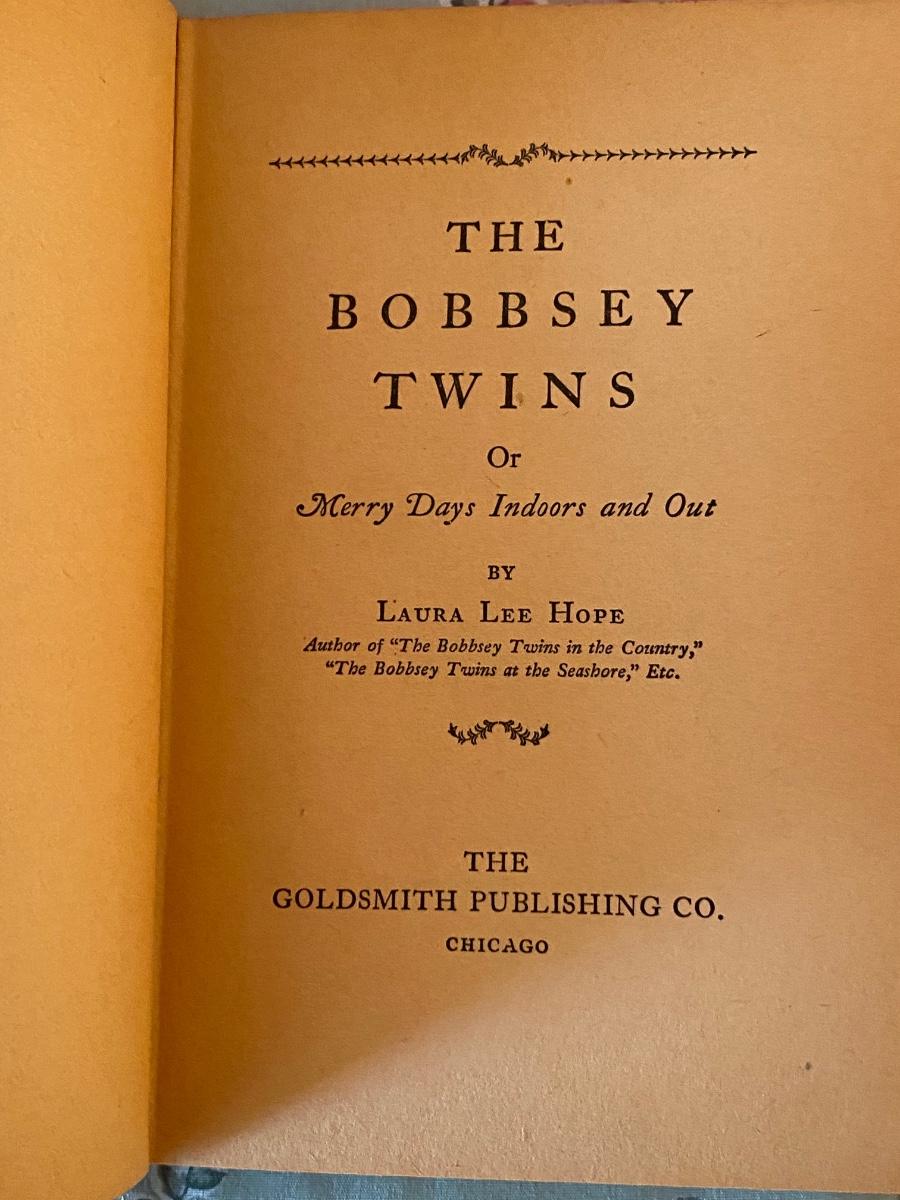 THE
BOBBSEY
TWINS
Or
Merry Days Indoors and Out
BY
LAURA LEE HOPE
Author of “The Bobbsey Twins in the Country,”
“The Bobbsey Twins at the Seashore,” Etc.
THE
GOLDSMITH PUBLISHING CO.
CHICAGO